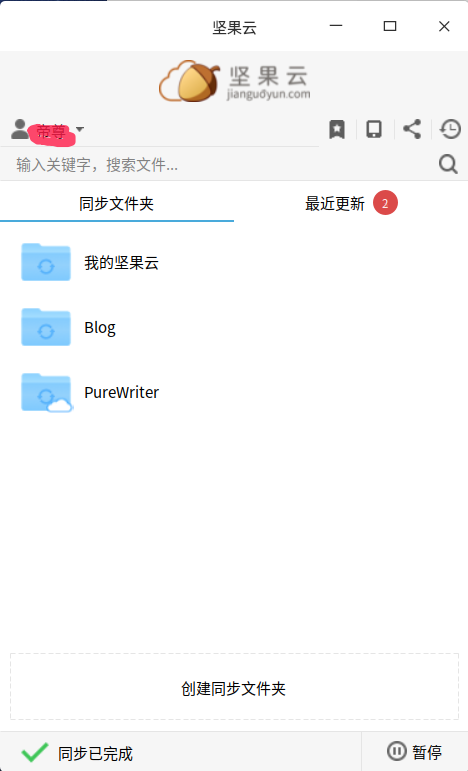 坚果云
坚果云
jianguoyun.com
输入关键字，搜索文件...
同步文件夹
最近更新 2
我的坚果云
Blog
PureWriter
创建同步文件夹
同步已完成
暂停